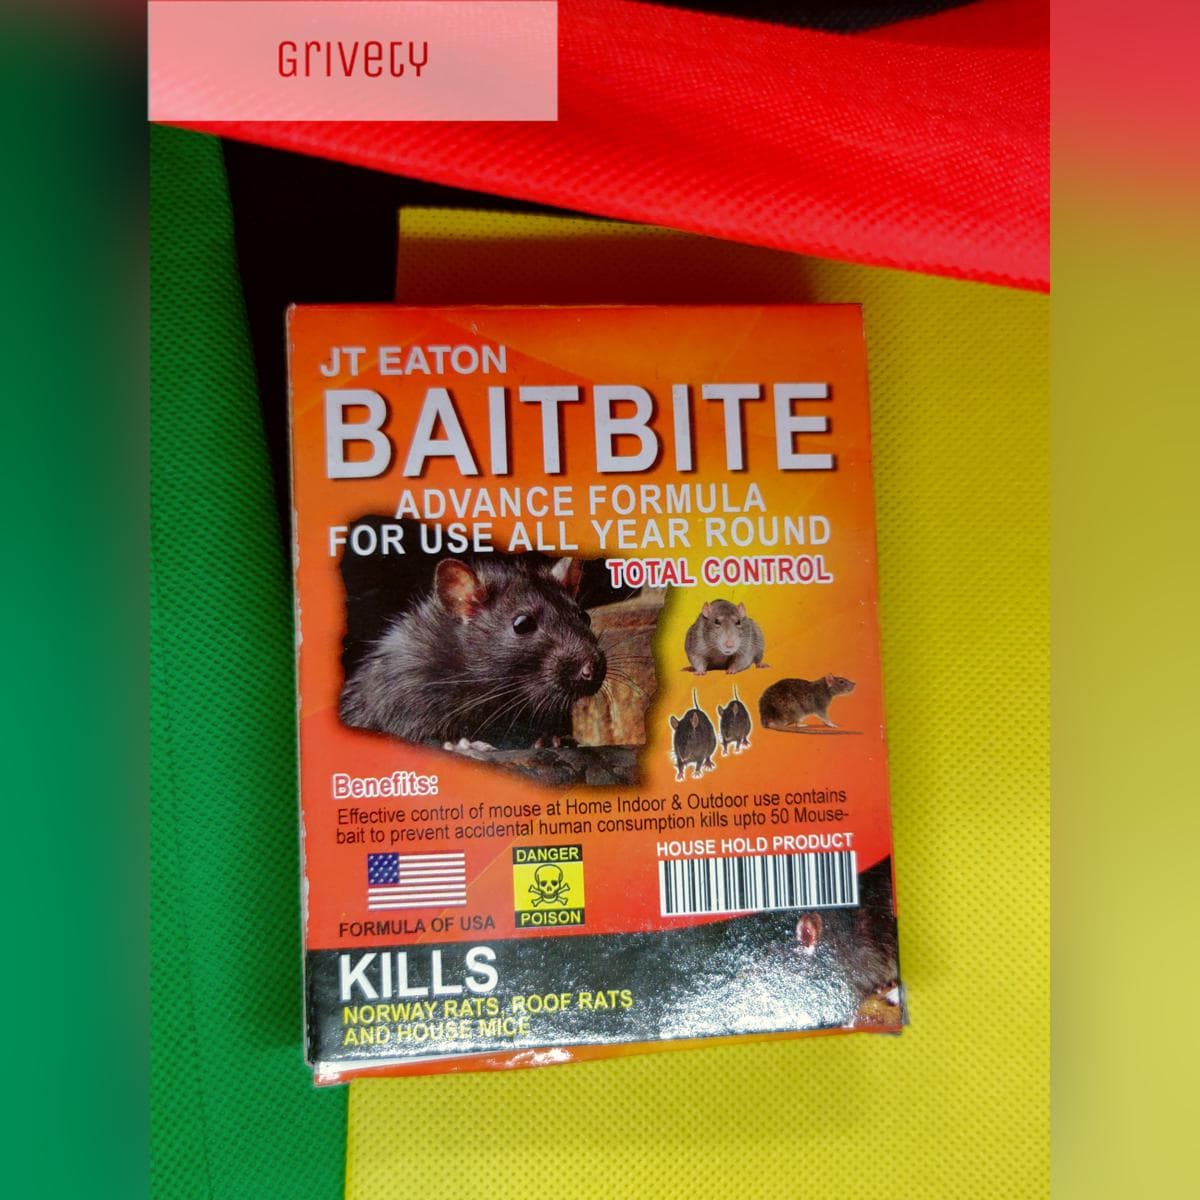 Grivety
JT EATON
BAITBITE
ADVANCE FORMULA
FOR USE ALL YEAR ROUND
TOTAL CONTROL
Benefits:
Effective control of mouse at Home Indoor & Outdoor use contains
bait to prevent accidental human consumption kills upto 50 Mouse-
HOUSE HOLD PRODUCT
DANGER
POISON
FORMULA OF USA
KILLS
NORWAY RATS, ROOF RATS
AND HOUSE MICE